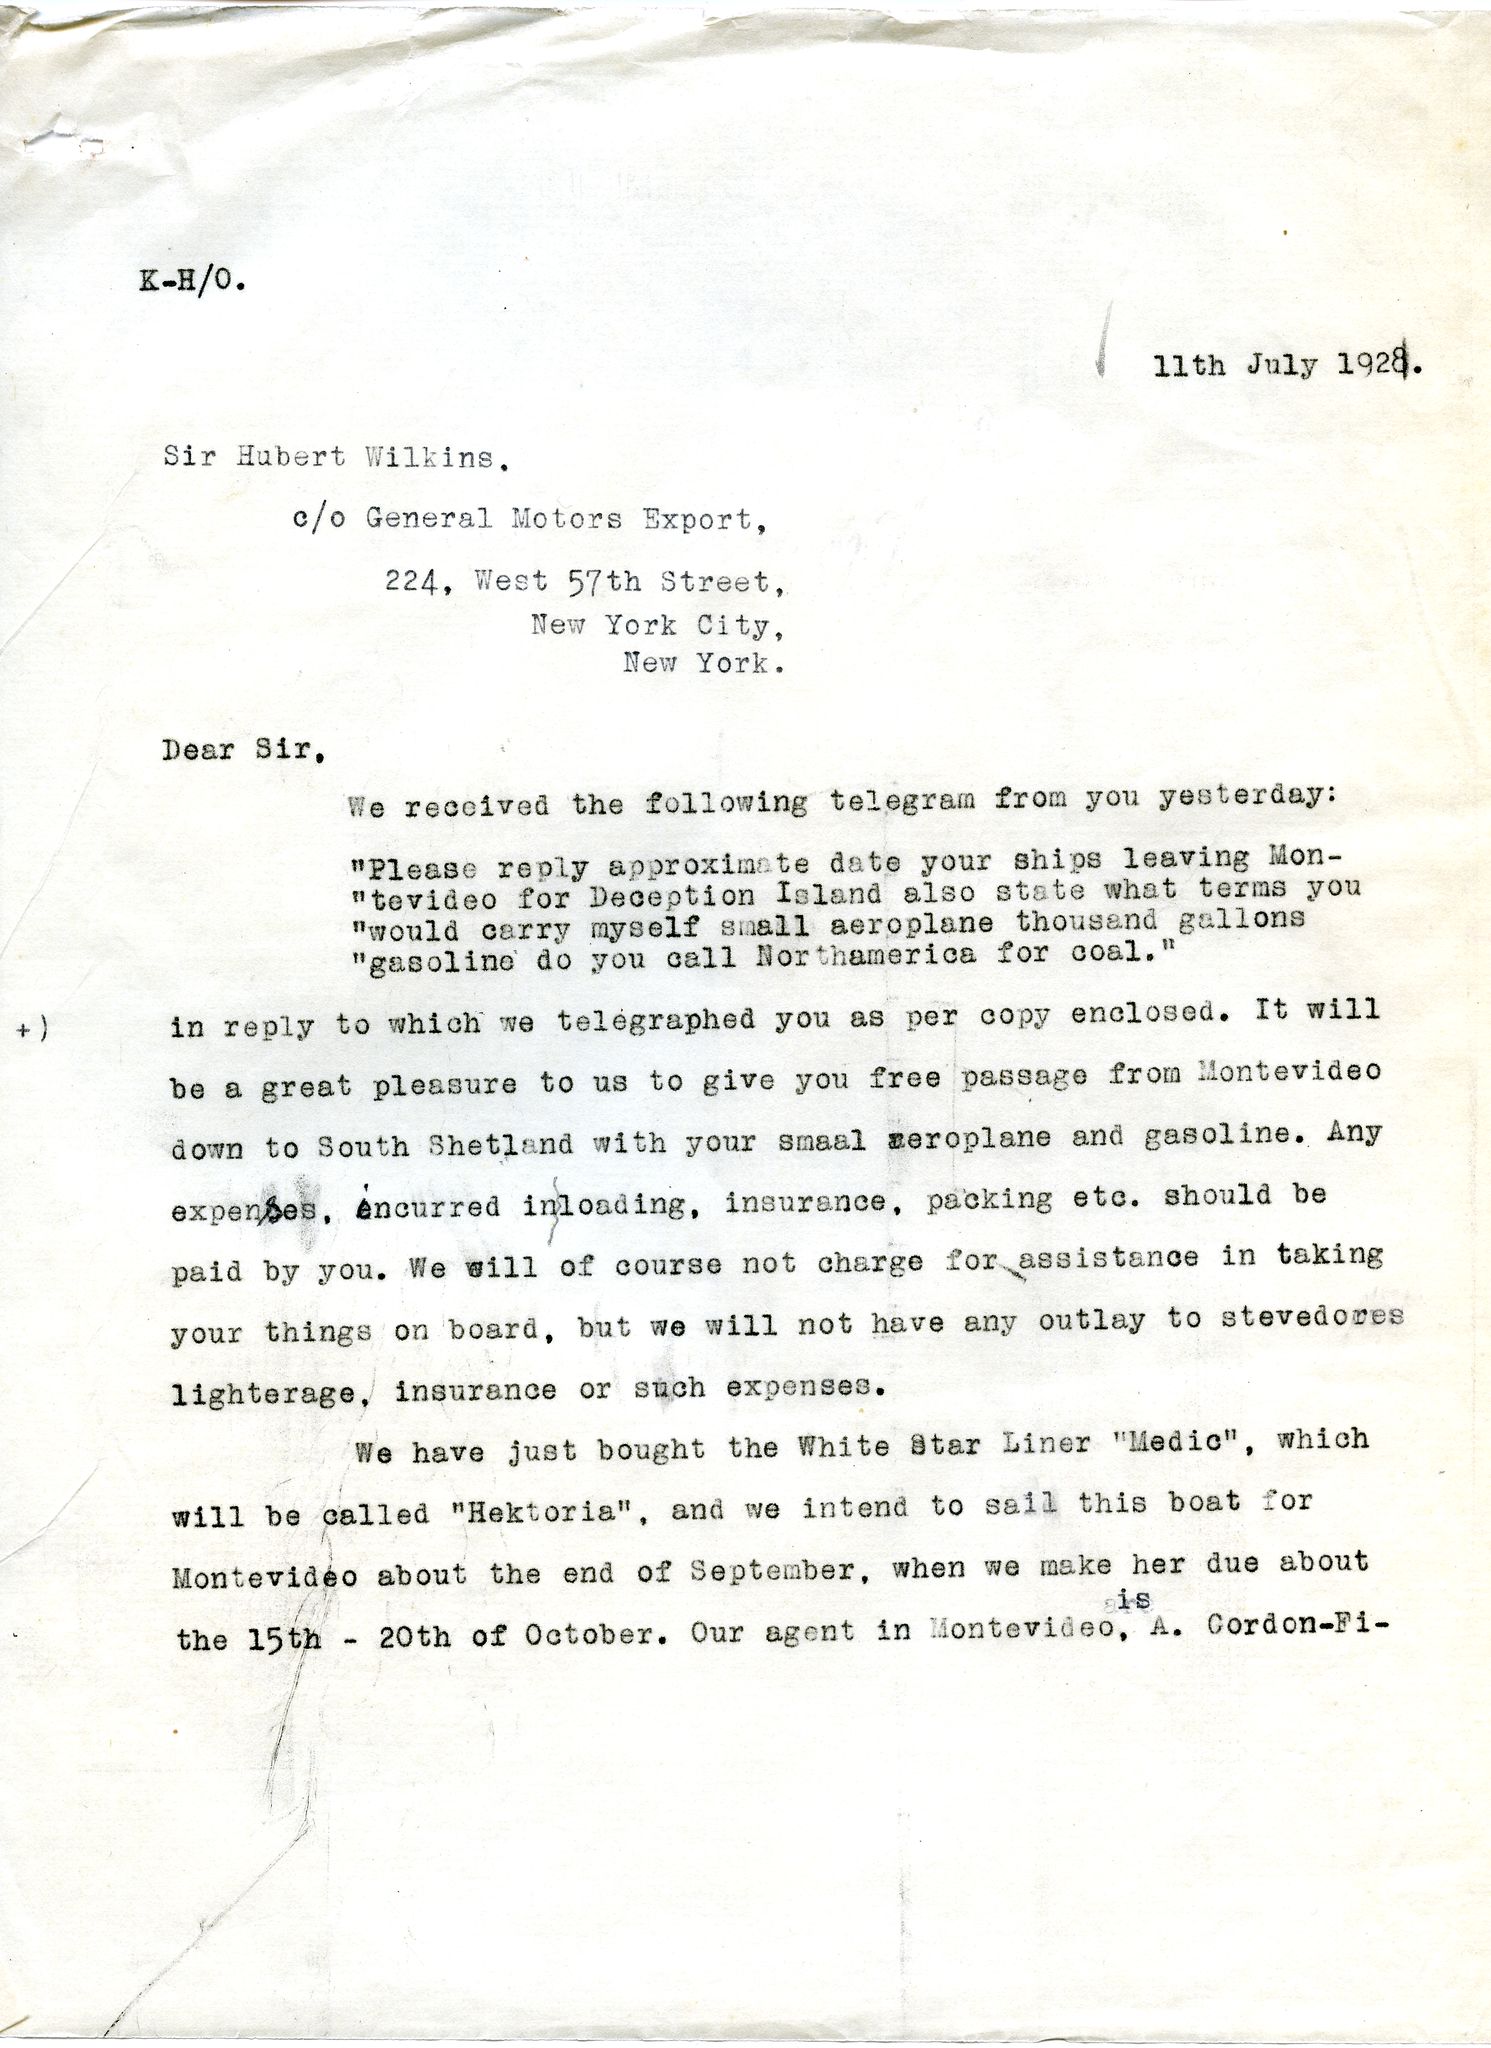 K-H/O.
11th July 1928.
Sir Hubert Wilkins.
c/o General Motors Export,
224, West 57th Street,
New York City,
New York.
Dear Sir,
We received the following telegram from you yesterday:
"Please reply approximate date your ships leaving Mon-
"tevideo for Deception Island also state what terms you
"would carry myself small aeroplane thousand gallons
"gasoline do you call Northamerica for coal."
+) in reply to which we telegraphed you as per copy enclosed. It will
be a great pleasure to us to give you free passage from Montevideo
down to South Shetland with your smaal aeroplane and gasoline. Any
expenses, incurred in loading, insurance, packing etc. should be
paid by you. We will of course not charge for assistance in taking
your things on board, but we will not have any outlay to stevedores
lighterage, insurance or such expenses.
We have just bought the White Star Liner "Medic", which
will be called "Hektoria", and we intend to sail this boat for
Montevideo about the end of September, when we make her due about
is
the 15th - 20th of October. Our agent in Montevideo, A. Gordon-Fi-